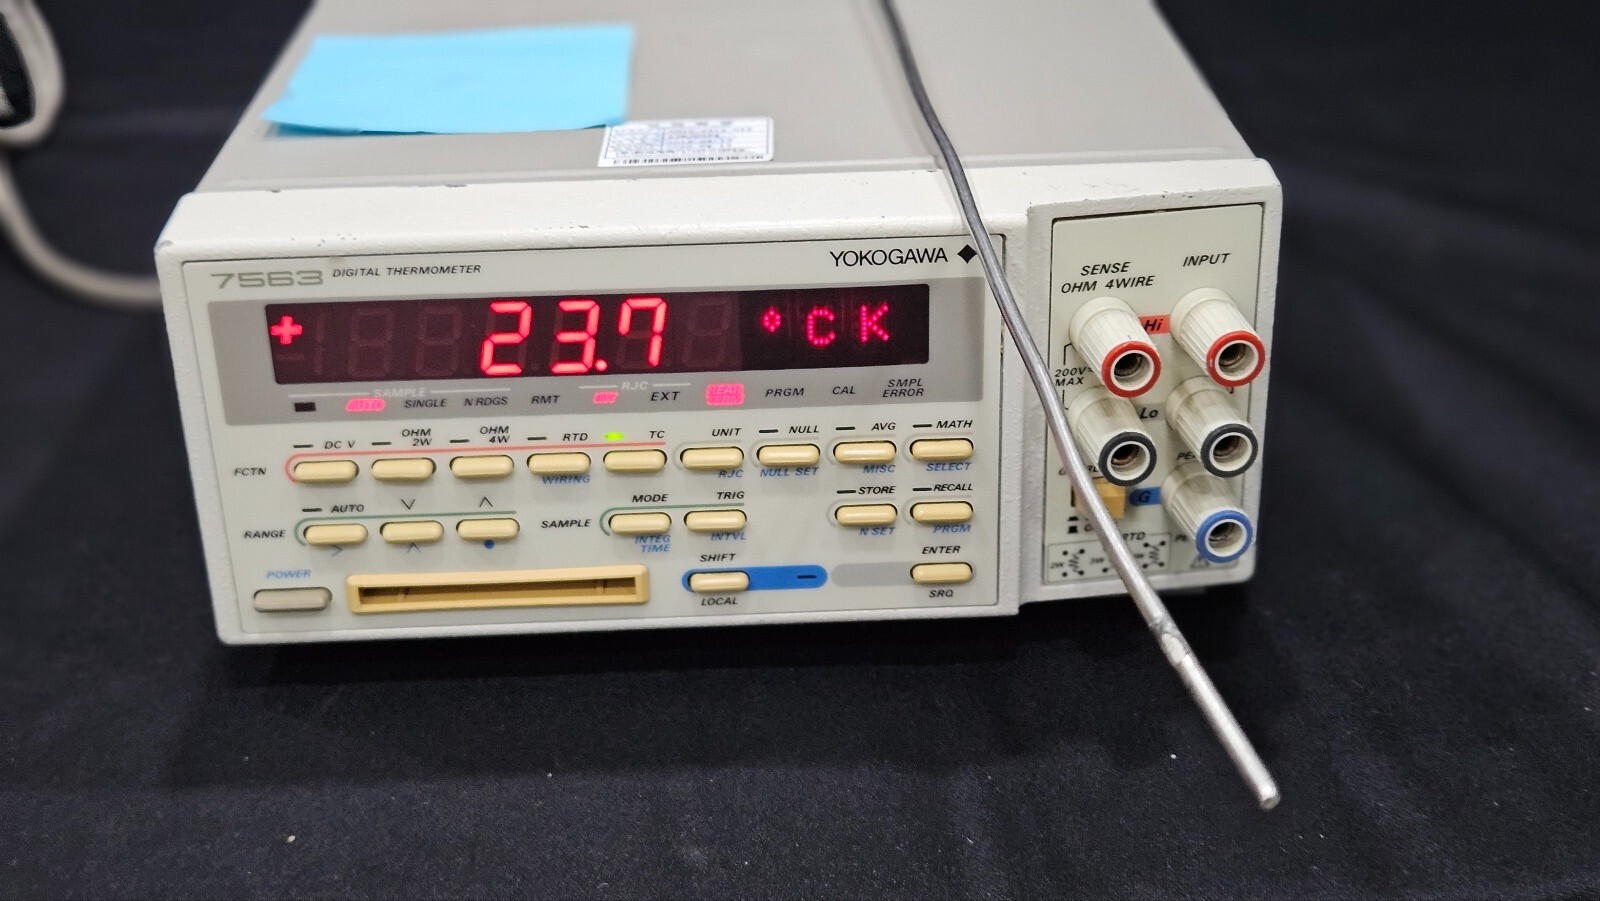 7563 DIGITAL THERMOMETER
YOKOGAWA
+ 23.7 °C K
SAMPLE
AUTO SINGLE N RDGS RMT
RJC
EXT
PRGM CAL SMPL ERROR
FCTN
DC V
OHM 2W
OHM 4W
RTD
TC
UNIT
NULL
AVG
MATH
WIRING
RJC
NULL SET
MISC
SELECT
RANGE
AUTO
SAMPLE
MODE
TRIG
STORE
RECALL
INTEG TIME
INTVL
N SET
PRGM
POWER
SHIFT
LOCAL
ENTER
SRQ
SENSE
OHM 4WIRE
INPUT
Hi
200V
MAX
Lo
G
2W
3W